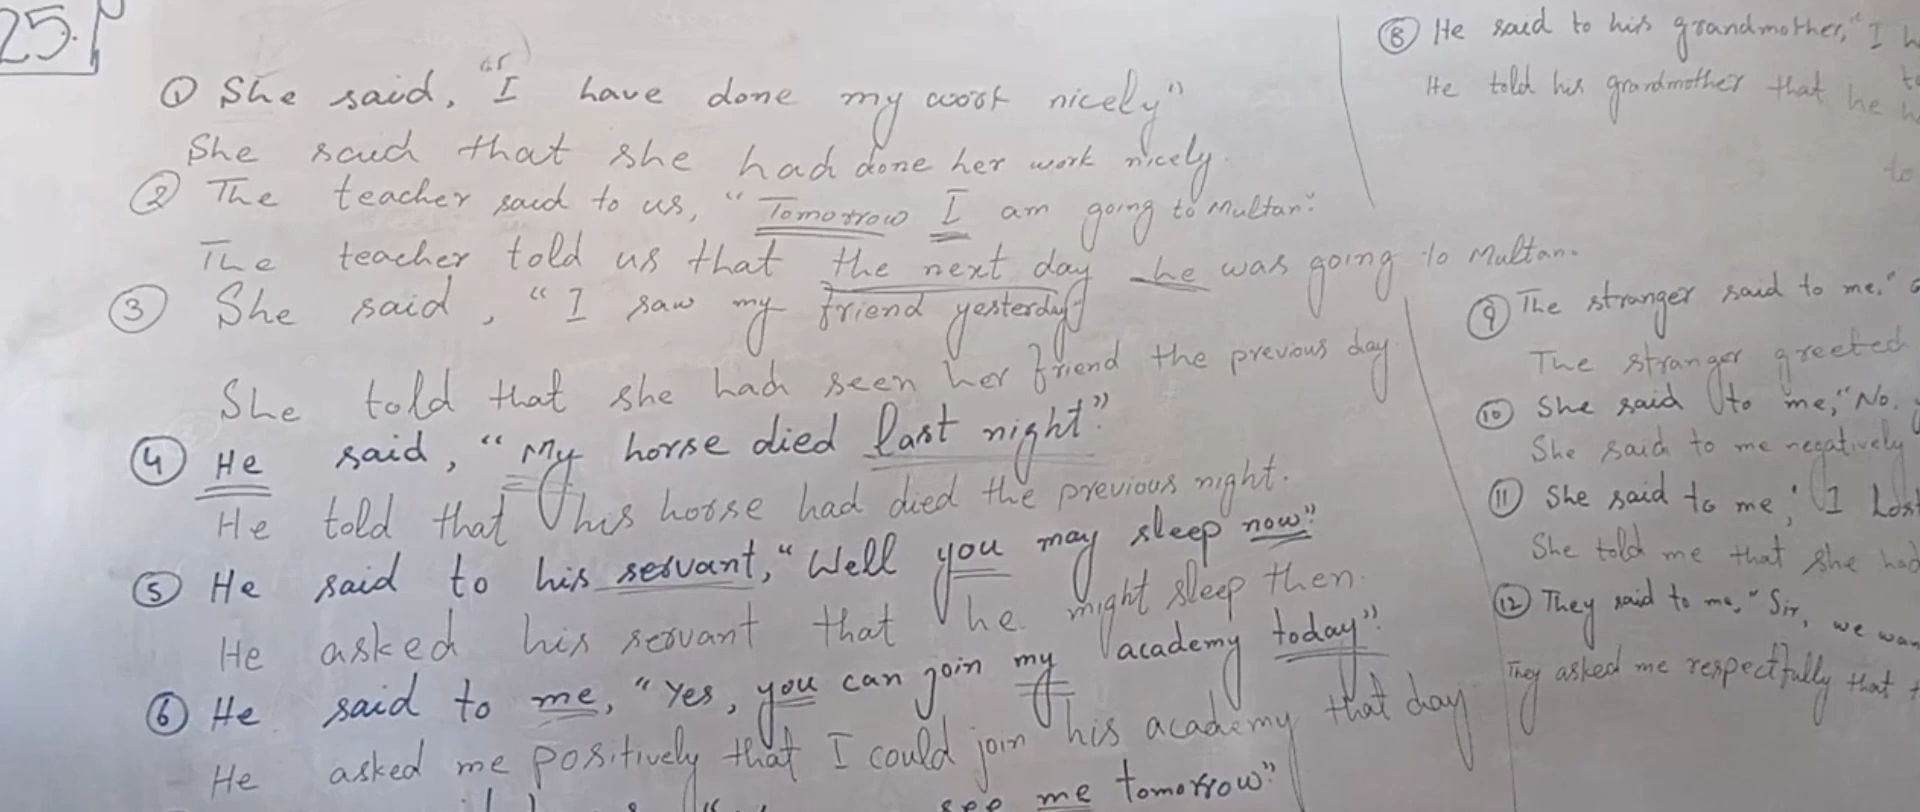 25.
① She said, "I have done my work nicely"
She said that she had done her work nicely.
② The teacher said to us, "Tomorrow I am going to Multan."
The teacher told us that the next day he was going to Multan.
③ She said, "I saw my friend yesterday"
She told that she had seen her friend the previous day
④ He said, "My horse died last night."
He told that his horse had died the previous night.
⑤ He said to his servant, "Well you may sleep now"
He asked his servant that he might sleep then.
⑥ He said to me, "Yes, you can join my academy today".
He asked me positively that I could join his academy that day
see me tomorrow"
⑧ He said to his grandmother, "I
He told his grandmother that he
to
⑨ The stranger said to me, "
The stranger greeted
⑩ She said to me, "No,
She said to me negatively
⑪ She said to me, "I Lost
She told me that she had
⑫ They said to me, "Sir, we
They asked me respectfully that